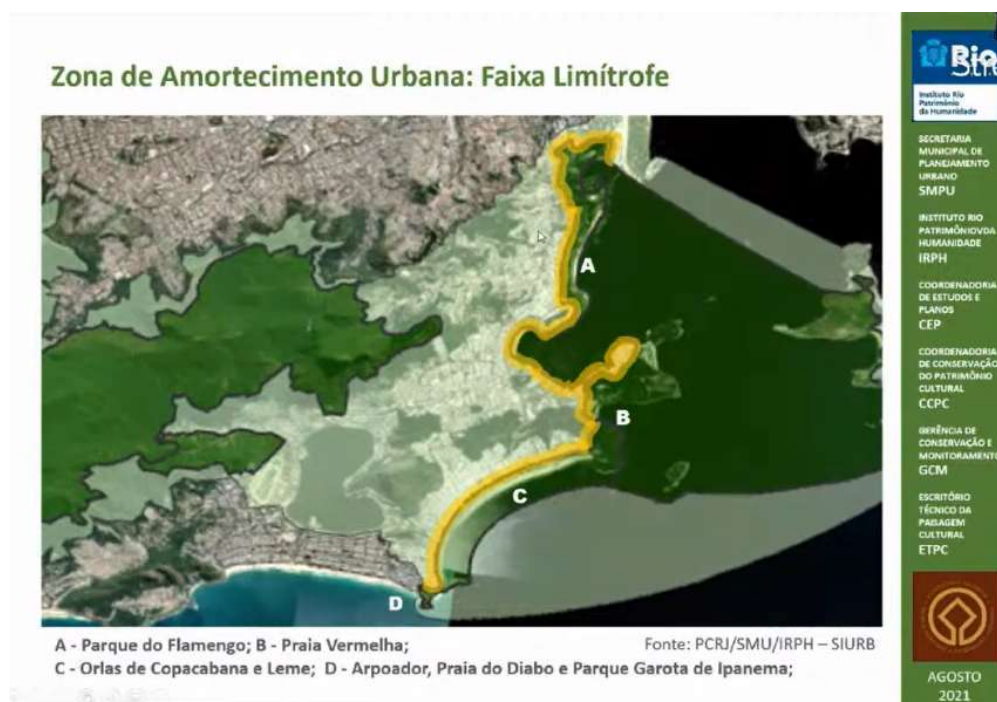 Zona de Amortecimento Urbana: Faixa Limítrofe
A
B
C
D
A - Parque do Flamengo; B - Praia Vermelha;
Fonte: PCRJ/SMU/IRPH – SIURB
C - Orlas de Copacabana e Leme; D - Arpoador, Praia do Diabo e Parque Garota de Ipanema;
Rio
Instituto Rio
Patrimônio
da Humanidade
SECRETARIA
MUNICIPAL DE
PLANEJAMENTO
URBANO
SMPU
INSTITUTO RIO
PATRIMÔNIOVDA
HUMANIDADE
IRPH
COORDENADORIA
DE ESTUDOS E
PLANOS
CEP
COORDENADORIA
DE CONSERVAÇÃO
DO PATRIMÔNIO
CULTURAL
CCPC
GERÊNCIA DE
CONSERVAÇÃO E
MONITORAMENTO
GCM
ESCRITÓRIO
TÉCNICO DA
PAISAGEM
CULTURAL
ETPC
AGOSTO
2021